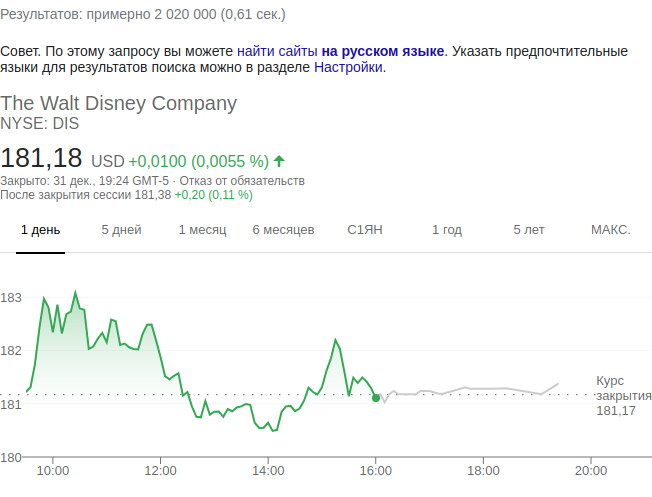 Результатов: примерно 2 020 000 (0,61 сек.)
Совет. По этому запросу вы можете найти сайты на русском языке. Указать предпочтительные
языки для результатов поиска можно в разделе Настройки.
The Walt Disney Company
NYSE: DIS
181,18 USD +0,0100 (0,0055 %)
Закрыто: 31 дек., 19:24 GMT-5 · Отказ от обязательств
После закрытия сессии 181,38 +0,20 (0,11 %)
1 день 5 дней 1 месяц 6 месяцев С1ЯН 1 год 5 лет МАКС.
183
182
181
180
Курс
закрытия
181,17
10:00 12:00 14:00 16:00 18:00 20:00